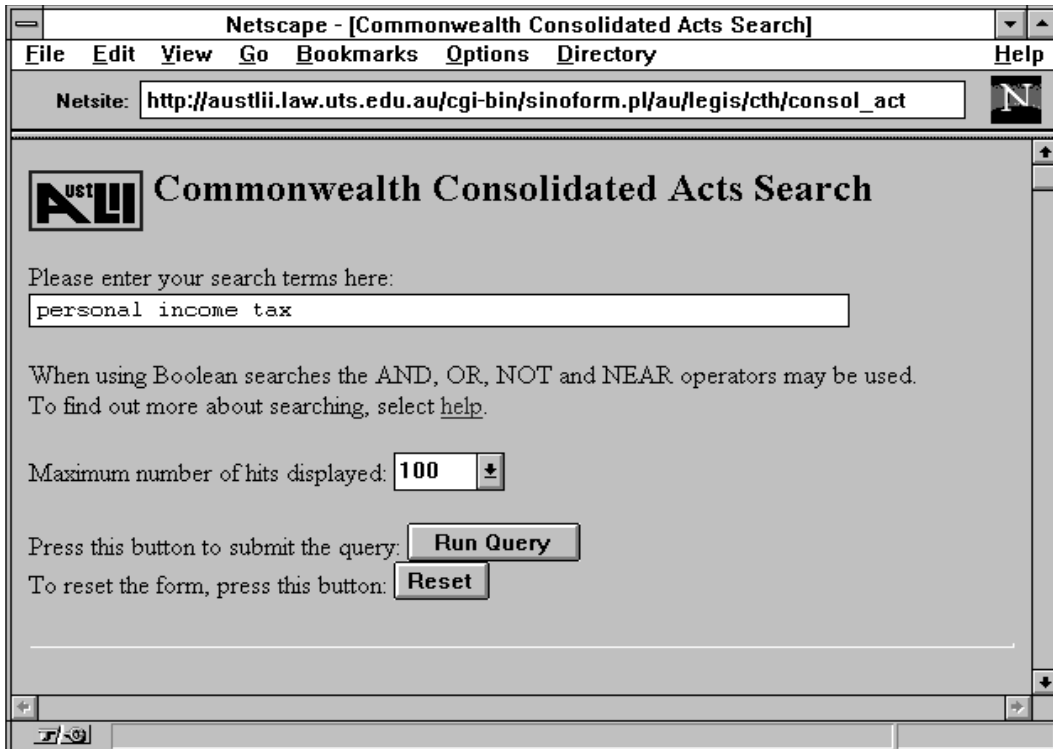 Netscape - [Commonwealth Consolidated Acts Search]
File Edit View Go Bookmarks Options Directory Help
Netsite: http://austlii.law.uts.edu.au/cgi-bin/sinoform.pl/au/legis/cth/consol_act N
AustLII Commonwealth Consolidated Acts Search
Please enter your search terms here:
personal income tax
When using Boolean searches the AND, OR, NOT and NEAR operators may be used.
To find out more about searching, select help.
Maximum number of hits displayed: 100
Press this button to submit the query: Run Query
To reset the form, press this button: Reset